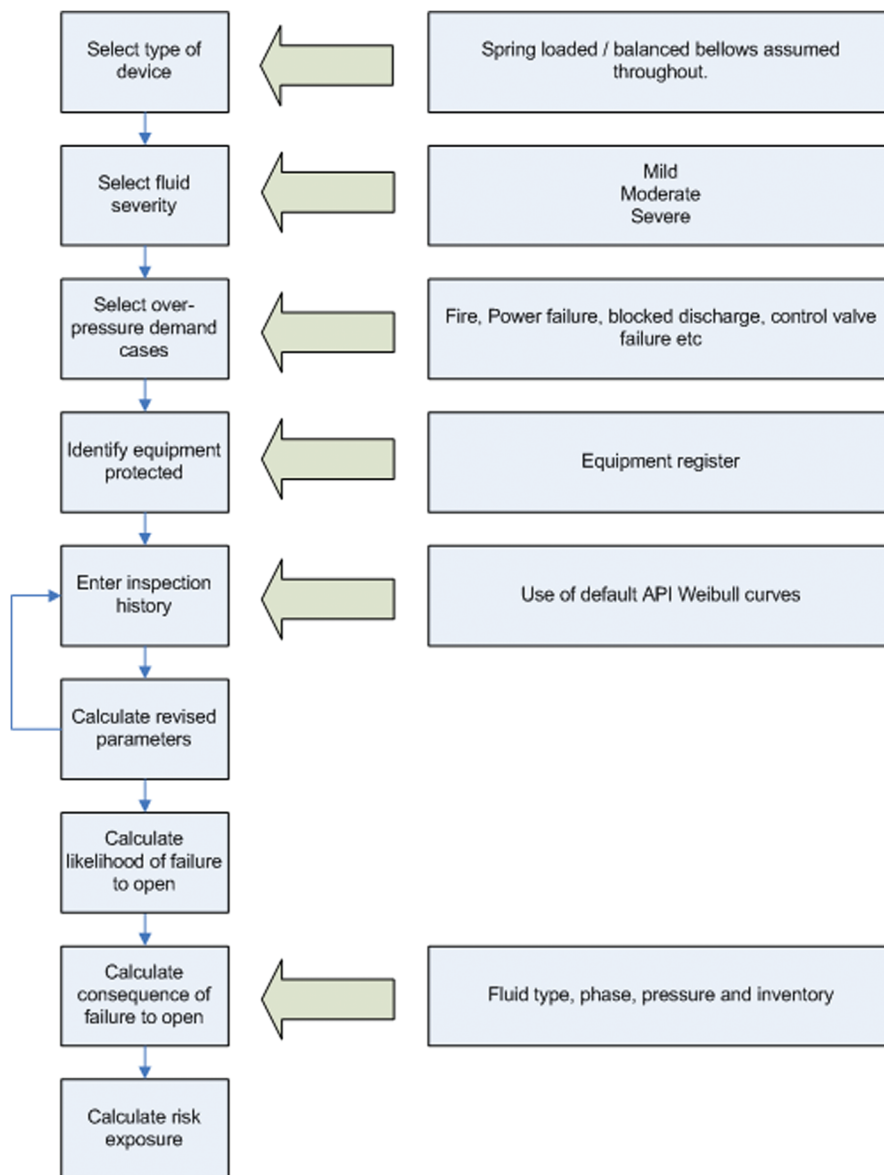 Select type of
device
Spring loaded / balanced bellows assumed
throughout.
Select fluid
severity
Mild
Moderate
Severe
Select over-
pressure demand
cases
Fire, Power failure, blocked discharge, control valve
failure etc
Identify equipment
protected
Equipment register
Enter inspection
history
Use of default API Weibull curves
Calculate revised
parameters
Calculate
likelihood of failure
to open
Calculate
consequence of
failure to open
Fluid type, phase, pressure and inventory
Calculate risk
exposure